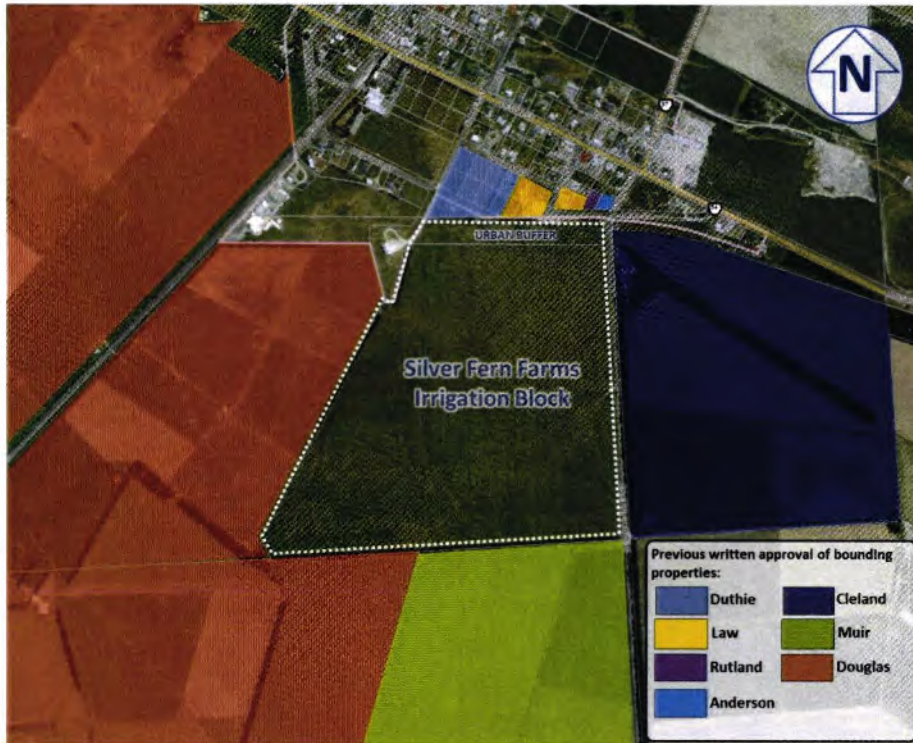 N
URBAN BUFFER
Silver Fern Farms
Irrigation Block
Previous written approval of bounding
properties:
Duthie
Cleland
Law
Muir
Rutland
Douglas
Anderson